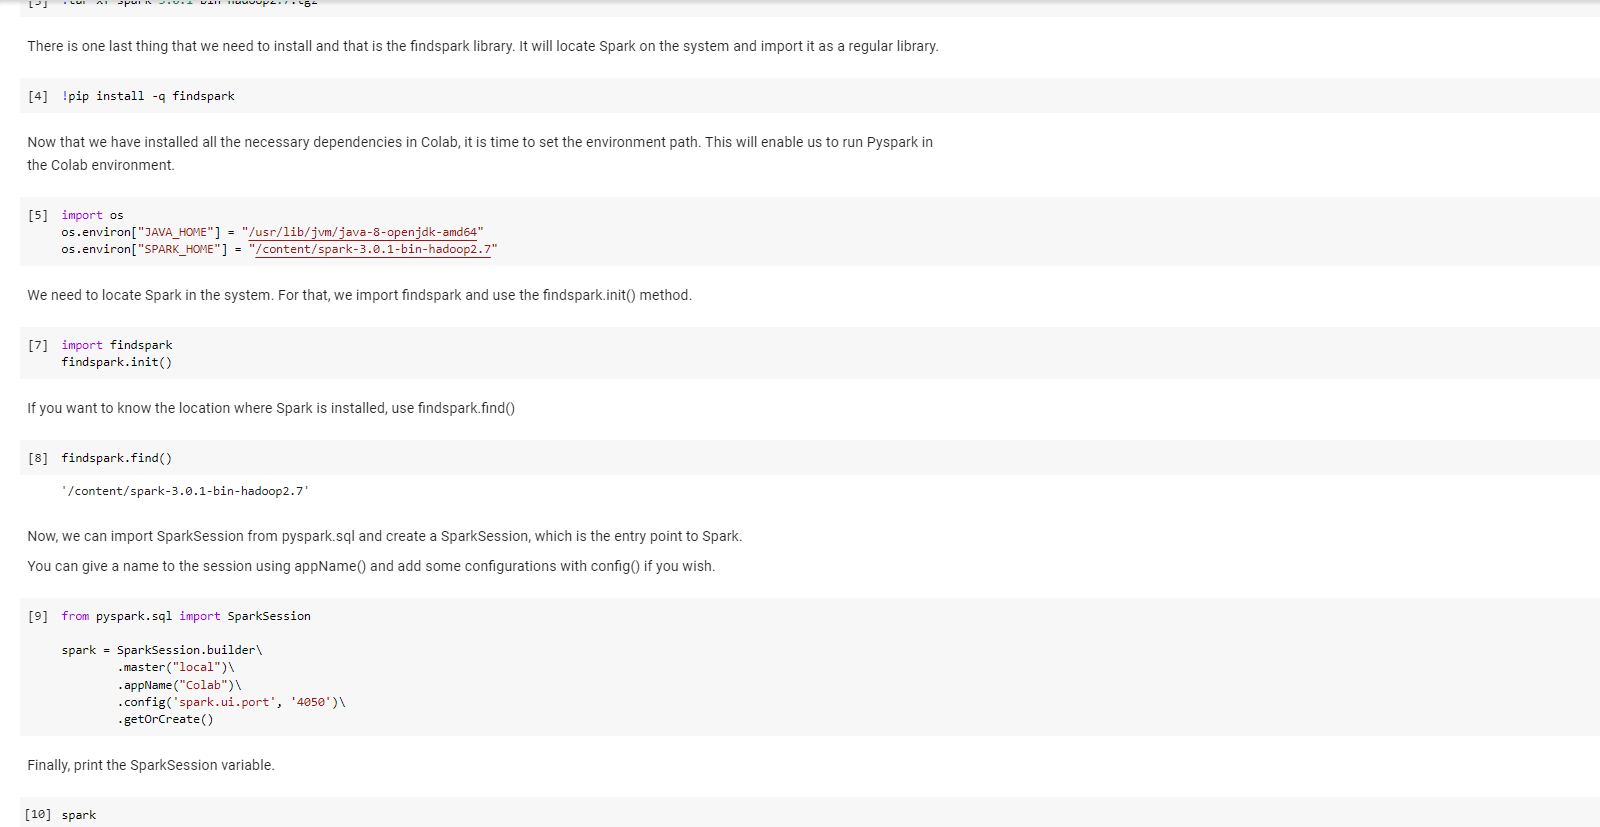 There is one last thing that we need to install and that is the findspark library. It will locate Spark on the system and import it as a regular library.
[4] !pip install -q findspark
Now that we have installed all the necessary dependencies in Colab, it is time to set the environment path. This will enable us to run Pyspark in
the Colab environment.
[5] import os
os.environ["JAVA_HOME"] = "/usr/lib/jvm/java-8-openjdk-amd64"
os.environ["SPARK_HOME"] = "/content/spark-3.0.1-bin-hadoop2.7"
We need to locate Spark in the system. For that, we import findspark and use the findspark.init() method.
[7] import findspark
findspark.init()
If you want to know the location where Spark is installed, use findspark.find()
[8] findspark.find()
'/content/spark-3.0.1-bin-hadoop2.7'
Now, we can import SparkSession from pyspark.sql and create a SparkSession, which is the entry point to Spark.
You can give a name to the session using appName() and add some configurations with config() if you wish.
[9] from pyspark.sql import SparkSession
spark = SparkSession.builder\
.master("local")\
.appName("Colab")\
.config('spark.ui.port', '4050')\
.getOrCreate()
Finally, print the SparkSession variable.
[10] spark